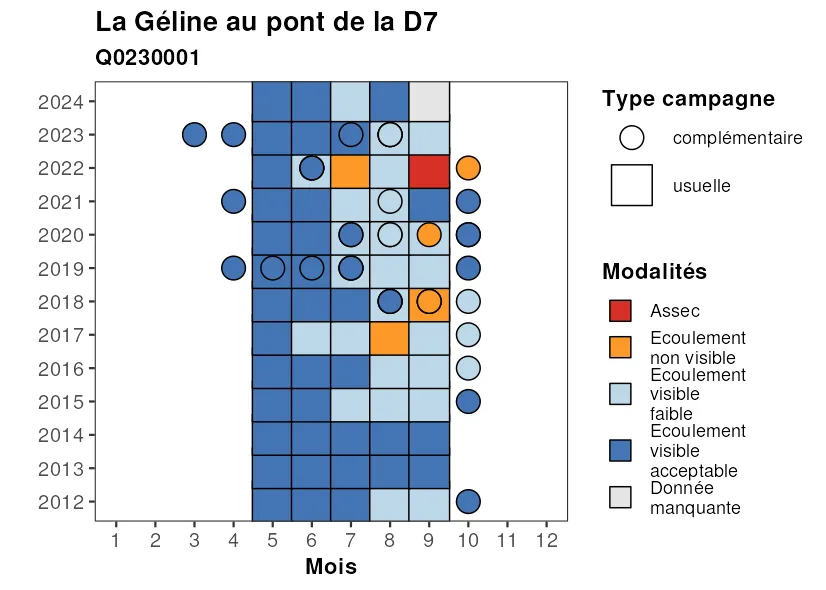 La Géline au pont de la D7
Q0230001
2024
2023
2022
2021
2020
2019
2018
2017
2016
2015
2014
2013
2012
1 2 3 4 5 6 7 8 9 10 11 12
Mois
Type campagne
complémentaire
usuelle
Modalités
Assec
Ecoulement
non visible
Ecoulement
visible
faible
Ecoulement
visible
acceptable
Donnée
manquante